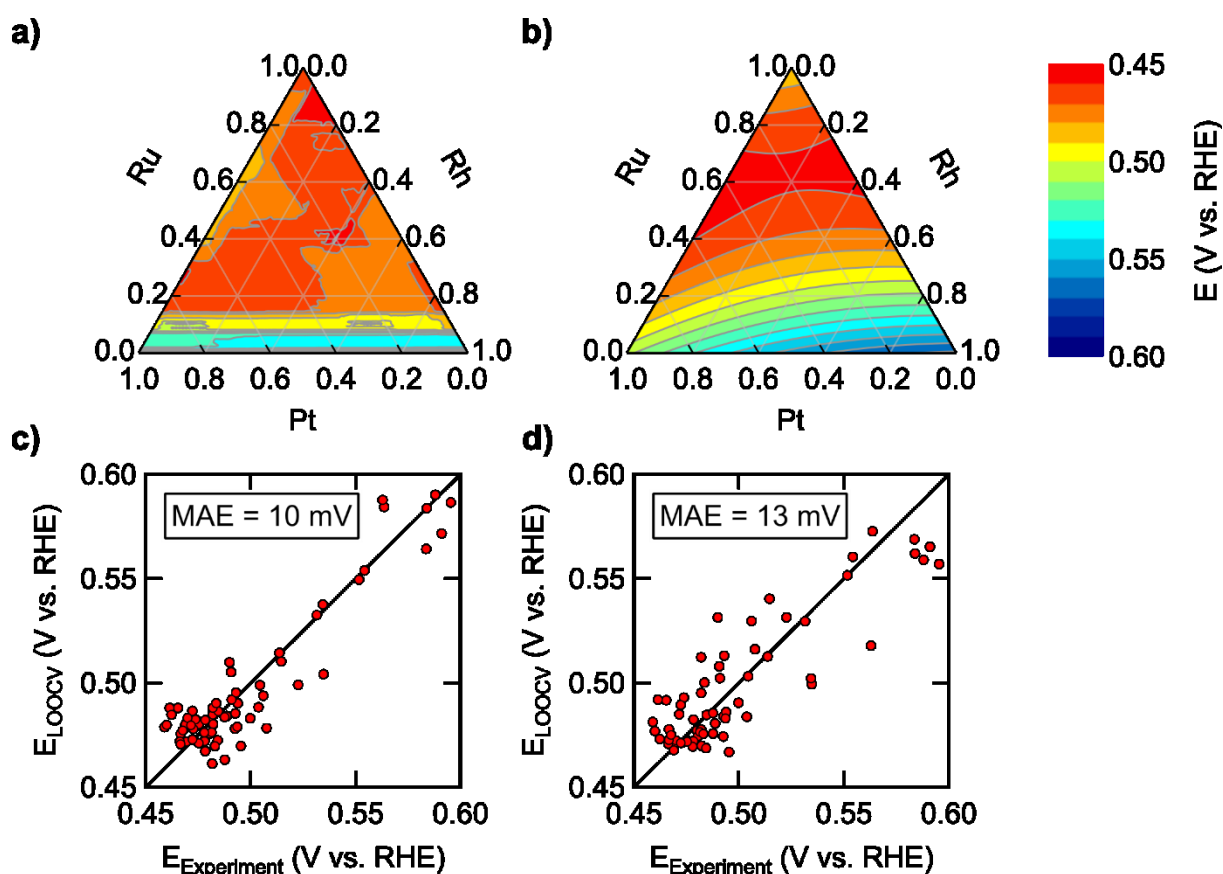 a)
b)
1.0 0.0
0.8 0.2
Ru Rh
0.6 0.4
0.4 0.6
0.2 0.8
0.0 1.0
1.0 0.8 0.6 0.4 0.2 0.0
Pt
1.0 0.0
0.8 0.2
Ru Rh
0.6 0.4
0.4 0.6
0.2 0.8
0.0 1.0
1.0 0.8 0.6 0.4 0.2 0.0
Pt
0.45
0.50
0.55
0.60
E (V vs. RHE)
c)
0.60
0.55
0.50
0.45
E_LOOCV (V vs. RHE)
MAE = 10 mV
0.45 0.50 0.55 0.60
E_Experiment (V vs. RHE)
d)
0.60
0.55
0.50
0.45
E_LOOCV (V vs. RHE)
MAE = 13 mV
0.45 0.50 0.55 0.60
E_Experiment (V vs. RHE)